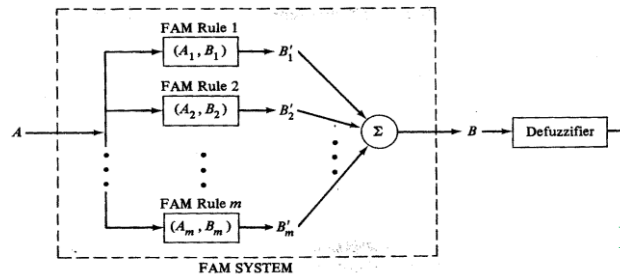 FAM Rule 1
(A₁, B₁)
B′₁
FAM Rule 2
(A₂, B₂)
B′₂
A
Σ
B
Defuzzifier
FAM Rule m
(Aₘ, Bₘ)
B′ₘ
FAM SYSTEM